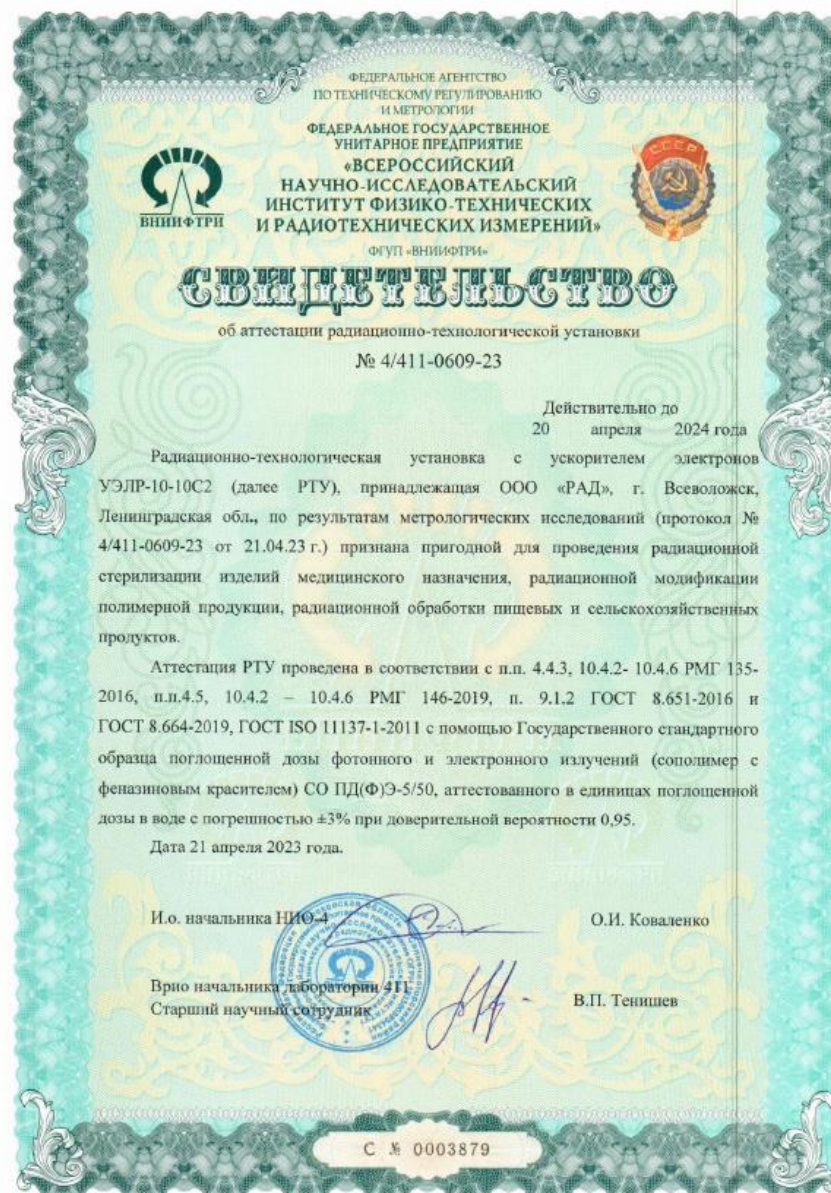 ФЕДЕРАЛЬНОЕ АГЕНТСТВО
ПО ТЕХНИЧЕСКОМУ РЕГУЛИРОВАНИЮ
И МЕТРОЛОГИИ
ФЕДЕРАЛЬНОЕ ГОСУДАРСТВЕННОЕ
УНИТАРНОЕ ПРЕДПРИЯТИЕ
«ВСЕРОССИЙСКИЙ
НАУЧНО-ИССЛЕДОВАТЕЛЬСКИЙ
ИНСТИТУТ ФИЗИКО-ТЕХНИЧЕСКИХ
И РАДИОТЕХНИЧЕСКИХ ИЗМЕРЕНИЙ»
ВНИИФТРИ
СССР
ФГУП «ВНИИФТРИ»
СВИДЕТЕЛЬСТВО
об аттестации радиационно-технологической установки
№ 4/411-0609-23
Действительно до
20 апреля 2024 года
Радиационно-технологическая установка с ускорителем электронов
УЭЛР-10-10С2 (далее РТУ), принадлежащая ООО «РАД», г. Всеволожск,
Ленинградская обл., по результатам метрологических исследований (протокол №
4/411-0609-23 от 21.04.23 г.) признана пригодной для проведения радиационной
стерилизации изделий медицинского назначения, радиационной модификации
полимерной продукции, радиационной обработки пищевых и сельскохозяйственных
продуктов.
Аттестация РТУ проведена в соответствии с п.п. 4.4.3, 10.4.2- 10.4.6 РМГ 135-
2016, п.п.4.5, 10.4.2 – 10.4.6 РМГ 146-2019, п. 9.1.2 ГОСТ 8.651-2016 и
ГОСТ 8.664-2019, ГОСТ ISO 11137-1-2011 с помощью Государственного стандартного
образца поглощенной дозы фотонного и электронного излучений (сополимер с
феназиновым красителем) СО ПД(Ф)Э-5/50, аттестованного в единицах поглощенной
дозы в воде с погрешностью ±3% при доверительной вероятности 0,95.
Дата 21 апреля 2023 года.
И.о. начальника НИО-4 О.И. Коваленко
Врио начальника лаборатории 411
Старший научный сотрудник В.П. Тенишев
С № 0003879